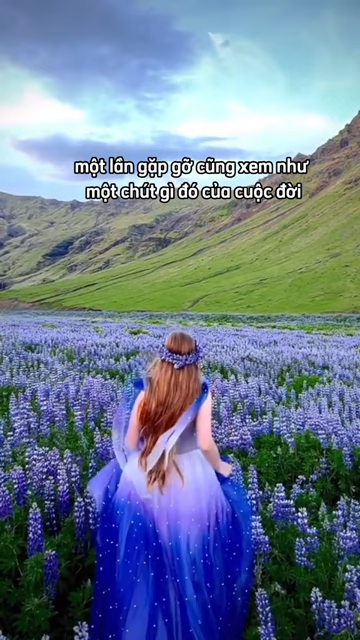 một lần gặp gỡ cũng xem như
một chút gì đó của cuộc đời